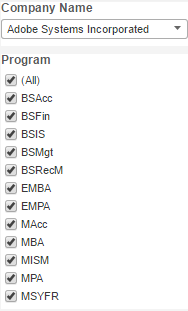 Company Name
Adobe Systems Incorporated
Program
(All)
BSAcc
BSFin
BSIS
BSMgt
BSRecM
EMBA
EMPA
MAcc
MBA
MISM
MPA
MSYFR